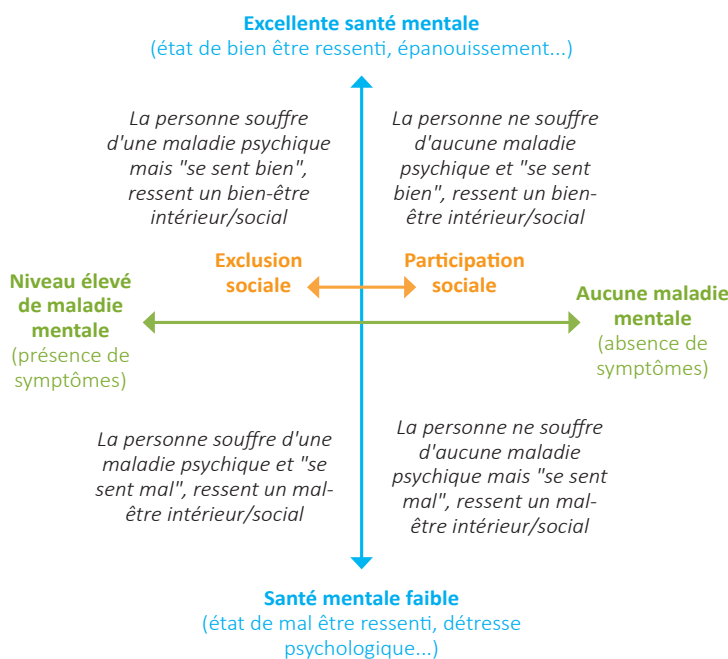 Excellente santé mentale
(état de bien être ressenti, épanouissement...)
La personne souffre
d'une maladie psychique
mais "se sent bien",
ressent un bien-être
intérieur/social
La personne ne souffre
d'aucune maladie
psychique et "se sent
bien", ressent un bien-
être intérieur/social
Exclusion
sociale
Participation
sociale
Niveau élevé
de maladie
mentale
(présence de
symptômes)
Aucune maladie
mentale
(absence de
symptômes)
La personne souffre d'une
maladie psychique et "se
sent mal", ressent un mal-
être intérieur/social
La personne ne souffre
d'aucune maladie
psychique mais "se sent
mal", ressent un mal-
être intérieur/social
Santé mentale faible
(état de mal être ressenti, détresse
psychologique...)